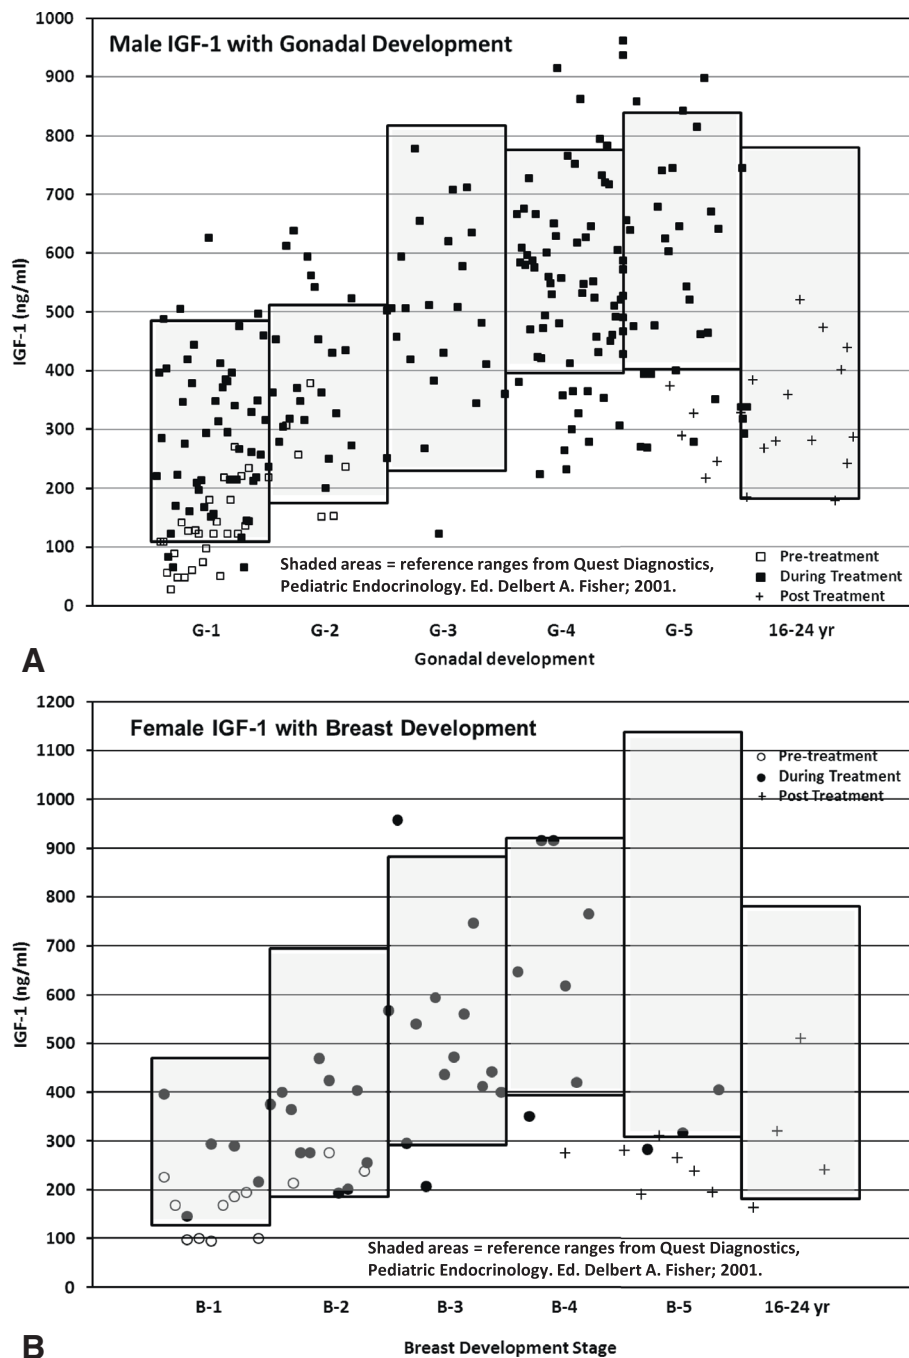 Male IGF-1 with Gonadal Development
1000
900
800
700
600
500
400
300
200
100
0
IGF-1 (ng/ml)
Shaded areas = reference ranges from Quest Diagnostics,
Pediatric Endocrinology. Ed. Delbert A. Fisher; 2001.
Pre-treatment
During Treatment
Post Treatment
G-1 G-2 G-3 G-4 G-5 16-24 yr
Gonadal development
A
Female IGF-1 with Breast Development
1200
1100
1000
900
800
700
600
500
400
300
200
100
0
IGF-1 (ng/ml)
Pre-treatment
During Treatment
Post Treatment
Shaded areas = reference ranges from Quest Diagnostics,
Pediatric Endocrinology. Ed. Delbert A. Fisher; 2001.
B-1 B-2 B-3 B-4 B-5 16-24 yr
Breast Development Stage
B